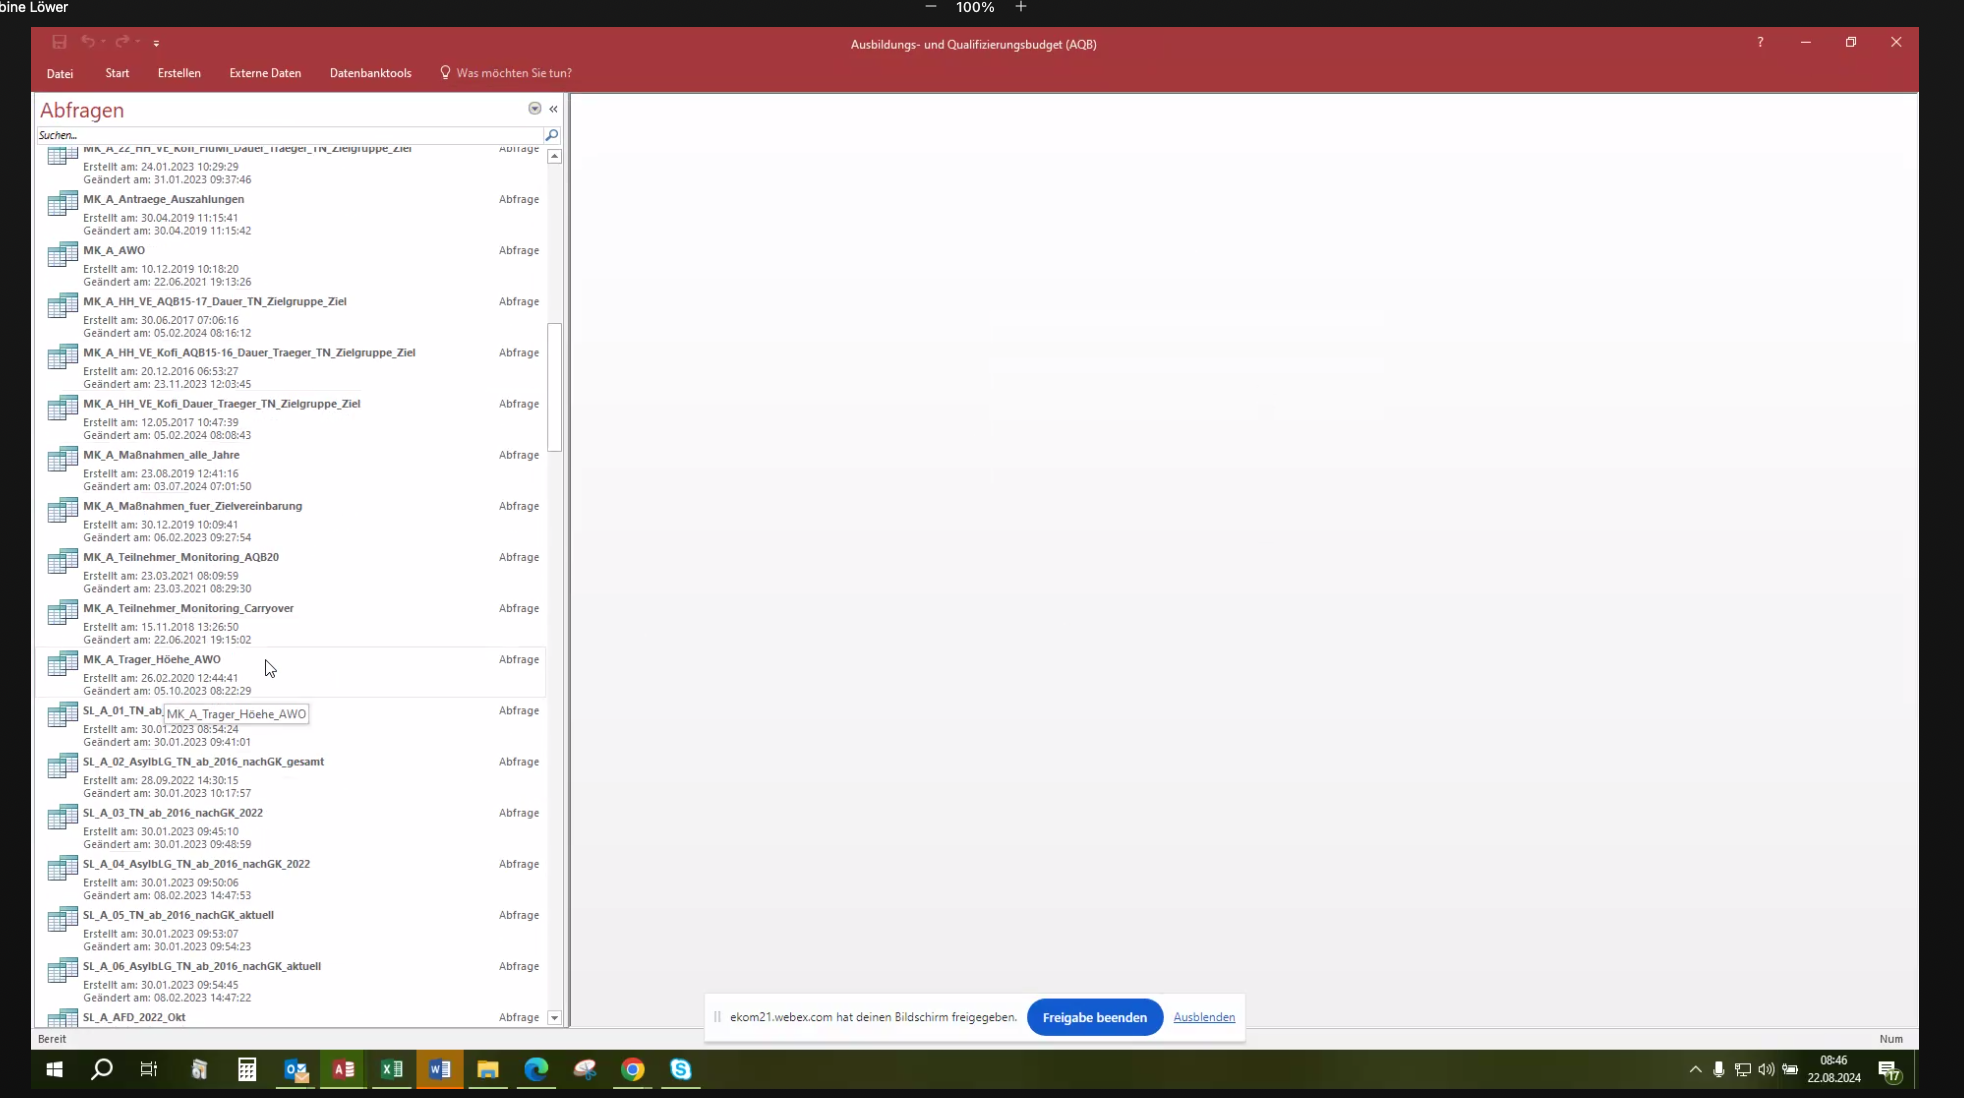 bine Löwer
100%
Ausbildungs- und Qualifizierungsbudget (AQB)
?
Datei Start Erstellen Externe Daten Datenbanktools Was möchten Sie tun?
Abfragen
Suchen...
MK_A_22_HH_VE_Kofi_FluMi_Dauer_Traeger_TN_Zielgruppe_Ziel Abfrage
Erstellt am: 24.01.2023 10:29:29
Geändert am: 31.01.2023 09:37:46
MK_A_Antraege_Auszahlungen Abfrage
Erstellt am: 30.04.2019 11:15:41
Geändert am: 30.04.2019 11:15:42
MK_A_AWO Abfrage
Erstellt am: 10.12.2019 10:18:20
Geändert am: 22.06.2021 19:13:26
MK_A_HH_VE_AQB15-17_Dauer_TN_Zielgruppe_Ziel Abfrage
Erstellt am: 30.06.2017 07:06:16
Geändert am: 05.02.2024 08:16:12
MK_A_HH_VE_Kofi_AQB15-16_Dauer_Traeger_TN_Zielgruppe_Ziel Abfrage
Erstellt am: 20.12.2016 06:53:27
Geändert am: 23.11.2023 12:03:45
MK_A_HH_VE_Kofi_Dauer_Traeger_TN_Zielgruppe_Ziel Abfrage
Erstellt am: 12.05.2017 10:47:39
Geändert am: 05.02.2024 08:08:43
MK_A_Maßnahmen_alle_Jahre Abfrage
Erstellt am: 23.08.2019 12:41:16
Geändert am: 03.07.2024 07:01:50
MK_A_Maßnahmen_fuer_Zielvereinbarung Abfrage
Erstellt am: 30.12.2019 10:09:41
Geändert am: 06.02.2023 09:27:54
MK_A_Teilnehmer_Monitoring_AQB20 Abfrage
Erstellt am: 23.03.2021 08:09:59
Geändert am: 23.03.2021 08:29:30
MK_A_Teilnehmer_Monitoring_Carryover Abfrage
Erstellt am: 15.11.2018 13:26:50
Geändert am: 22.06.2021 19:15:02
MK_A_Trager_Höehe_AWO Abfrage
Erstellt am: 26.02.2020 12:44:41
Geändert am: 05.10.2023 08:22:29
SL_A_01_TN_ab_ Abfrage
MK_A_Trager_Höehe_AWO
Erstellt am: 30.01.2023 08:54:24
Geändert am: 30.01.2023 09:41:01
SL_A_02_AsylbLG_TN_ab_2016_nachGK_gesamt Abfrage
Erstellt am: 28.09.2022 14:30:15
Geändert am: 30.01.2023 10:17:57
SL_A_03_TN_ab_2016_nachGK_2022 Abfrage
Erstellt am: 30.01.2023 09:45:10
Geändert am: 30.01.2023 09:48:59
SL_A_04_AsylbLG_TN_ab_2016_nachGK_2022 Abfrage
Erstellt am: 30.01.2023 09:50:06
Geändert am: 08.02.2023 14:47:53
SL_A_05_TN_ab_2016_nachGK_aktuell Abfrage
Erstellt am: 30.01.2023 09:53:07
Geändert am: 30.01.2023 09:54:23
SL_A_06_AsylbLG_TN_ab_2016_nachGK_aktuell Abfrage
Erstellt am: 30.01.2023 09:54:45
Geändert am: 08.02.2023 14:47:22
SL_A_AFD_2022_Okt Abfrage
ekom21.webex.com hat deinen Bildschirm freigegeben. Freigabe beenden Ausblenden
Bereit Num
08:46
22.08.2024
17